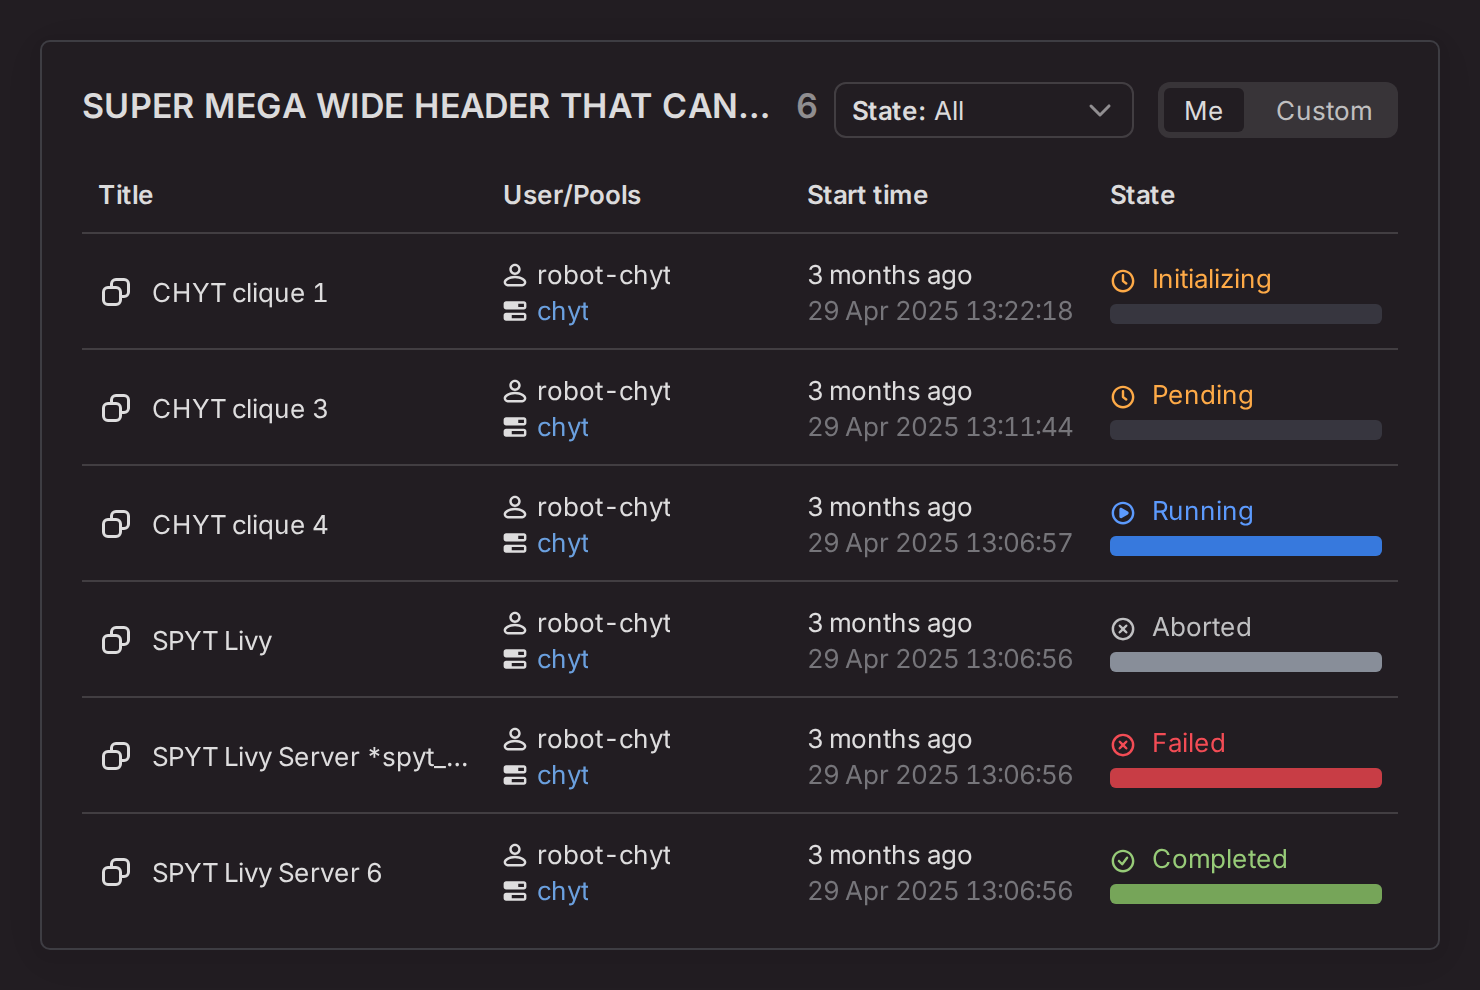 SUPER MEGA WIDE HEADER THAT CAN... 6 State: All Me Custom
Title User/Pools Start time State
CHYT clique 1 robot-chyt 3 months ago Initializing
chyt 29 Apr 2025 13:22:18
CHYT clique 3 robot-chyt 3 months ago Pending
chyt 29 Apr 2025 13:11:44
CHYT clique 4 robot-chyt 3 months ago Running
chyt 29 Apr 2025 13:06:57
SPYT Livy robot-chyt 3 months ago Aborted
chyt 29 Apr 2025 13:06:56
SPYT Livy Server *spyt_... robot-chyt 3 months ago Failed
chyt 29 Apr 2025 13:06:56
SPYT Livy Server 6 robot-chyt 3 months ago Completed
chyt 29 Apr 2025 13:06:56